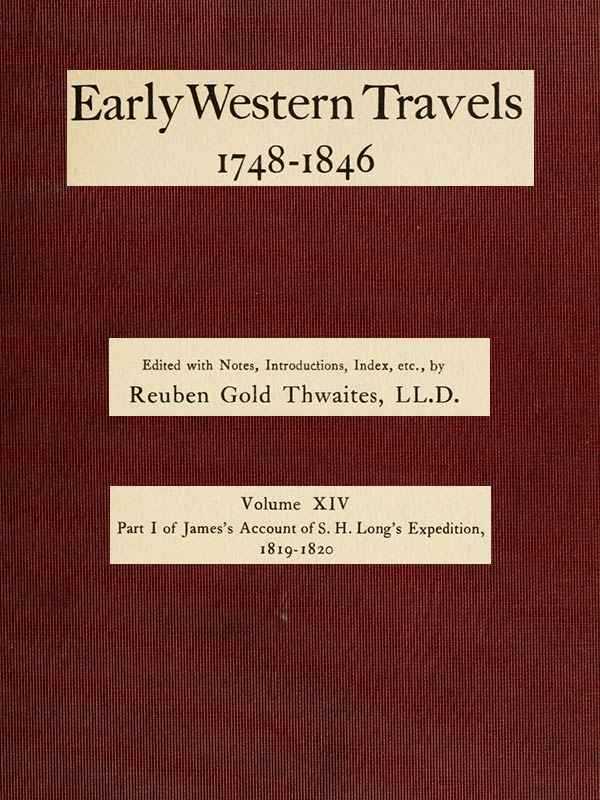 Early Western Travels
1748-1846
Edited with Notes, Introductions, Index, etc., by
Reuben Gold Thwaites, LL.D.
Volume XIV
Part I of James's Account of S. H. Long's Expedition,
1819-1820